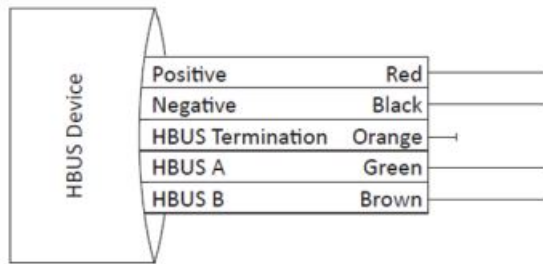 HBUS Device
Positive Red
Negative Black
HBUS Termination Orange
HBUS A Green
HBUS B Brown